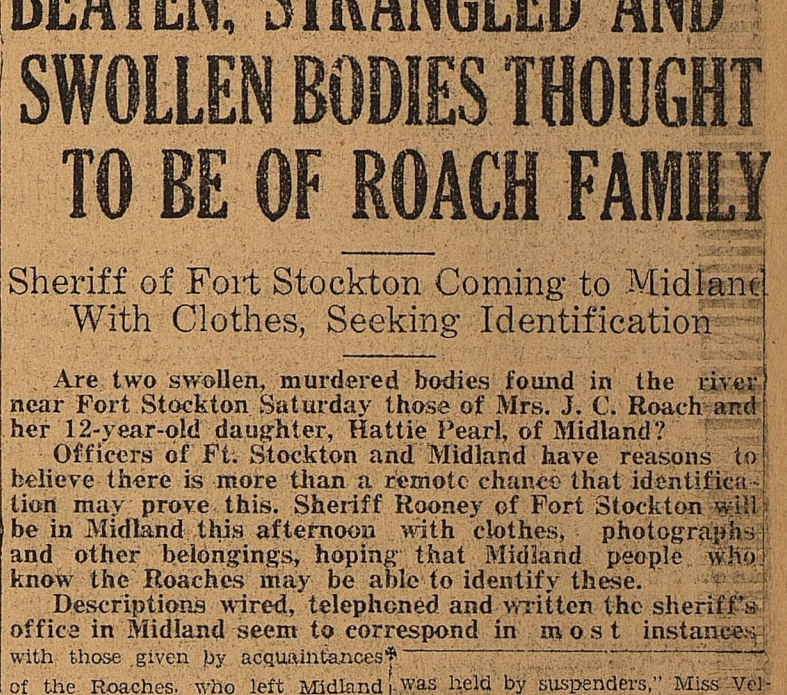 BEATEN, STRANGLED AND
SWOLLEN BODIES THOUGHT
TO BE OF ROACH FAMILY
Sheriff of Fort Stockton Coming to Midland
With Clothes, Seeking Identification
Are two swollen, murdered bodies found in the river
near Fort Stockton Saturday those of Mrs. J. C. Roach and
her 12-year-old daughter, Hattie Pearl, of Midland?
Officers of Ft. Stockton and Midland have reasons to
believe there is more than a remote chance that identifica-
tion may prove this. Sheriff Rooney of Fort Stockton will
be in Midland this afternoon with clothes, photographs
and other belongings, hoping that Midland people who
know the Roaches may be able to identify these.
Descriptions wired, telephoned and written the sheriff's
office in Midland seem to correspond in most instances
with those given by acquaintances
of the Roaches, who left Midland
was held by suspenders," Miss Vel-